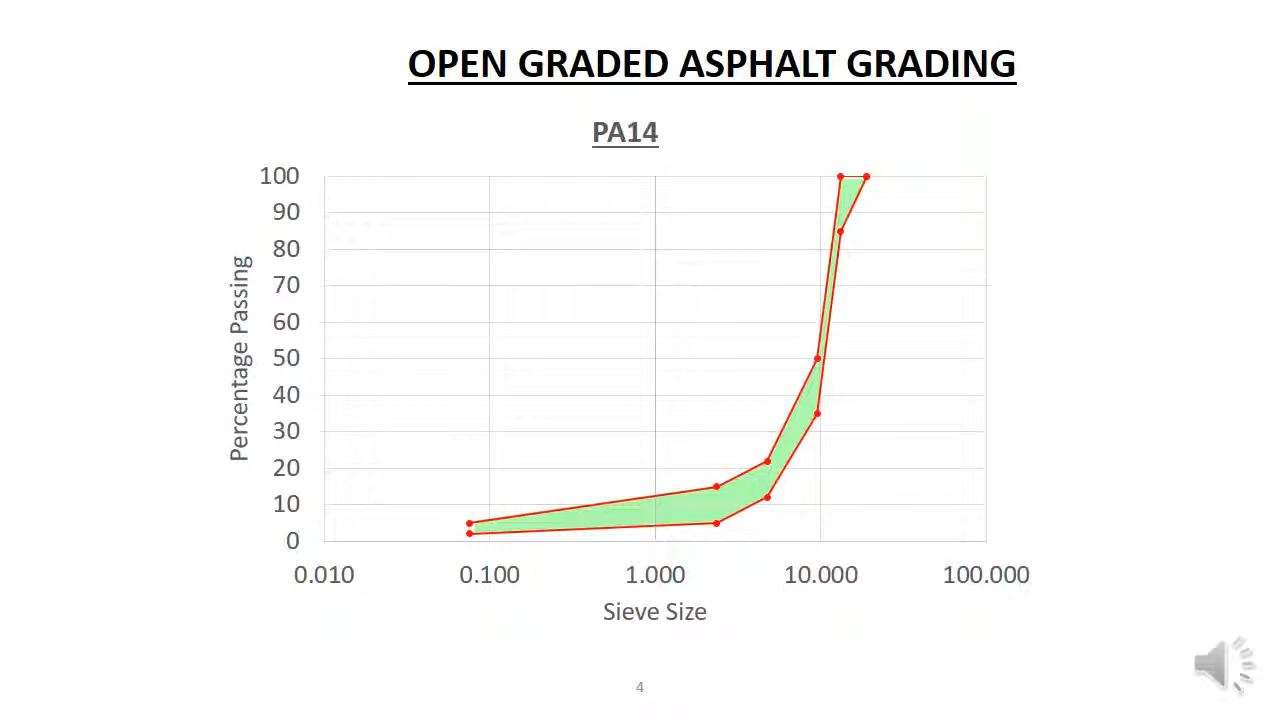 OPEN GRADED ASPHALT GRADING
PA14
100
90
80
70
60
50
40
30
20
10
0
Percentage Passing
0.010 0.100 1.000 10.000 100.000
Sieve Size
4